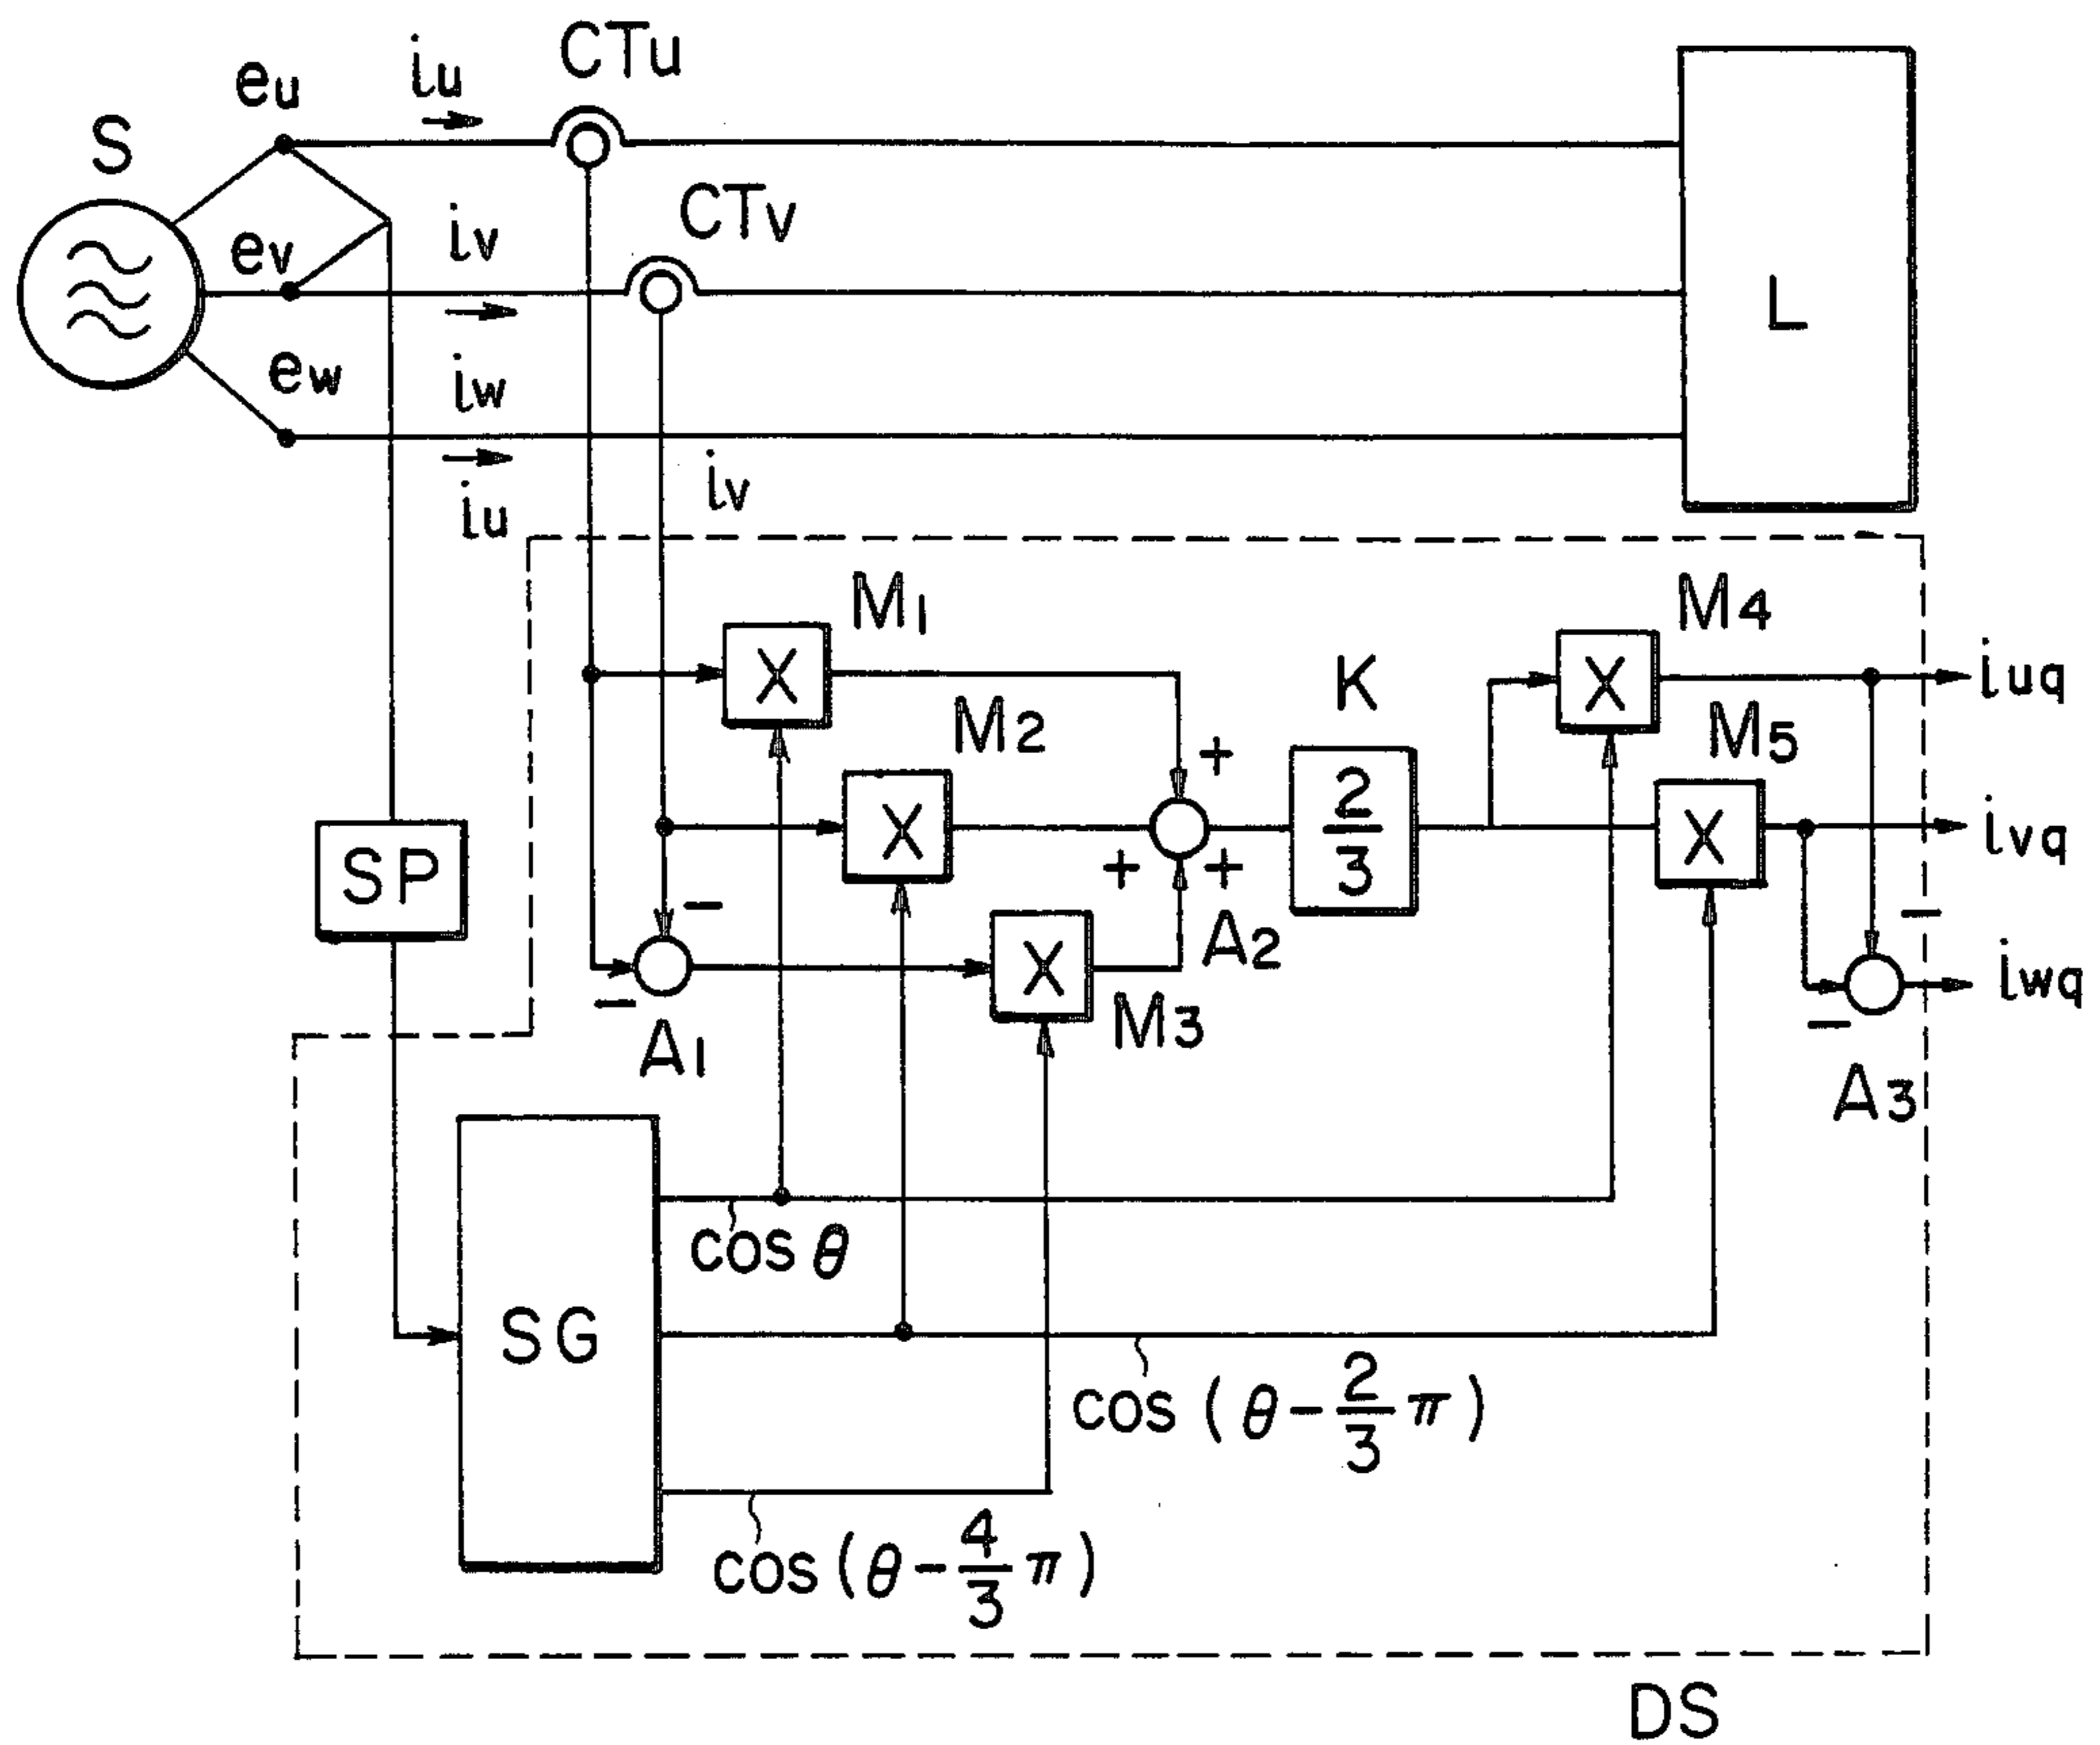 CTu
eu
iu
S
CTv
ev
iv
L
ew
iw
iv
iu
M1
M4
X
X
iuq
M2
K
M5
+
X
2/3
X
ivq
SP
+
+
-
A2
-
X
iwq
-
M3
-
A1
A3
cos θ
SG
cos (θ - 2/3 π)
cos (θ - 4/3 π)
DS